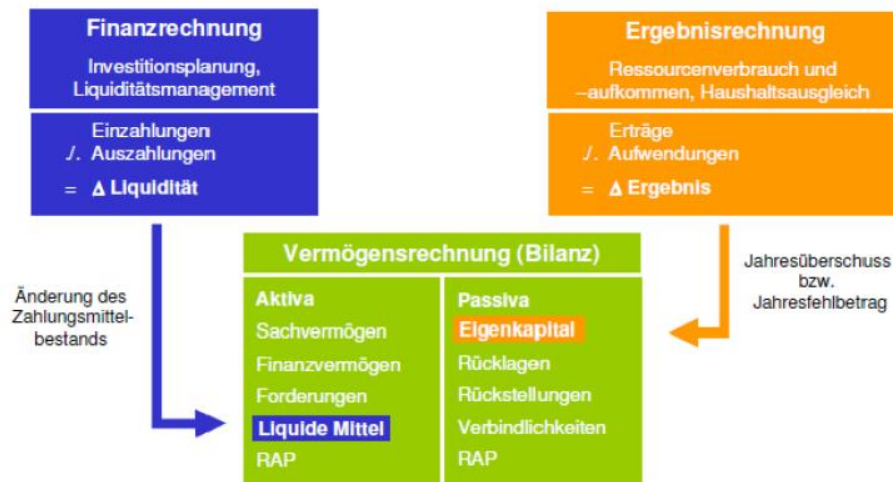 Finanzrechnung
Investitionsplanung,
Liquiditätsmanagement
Einzahlungen
./. Auszahlungen
= Δ Liquidität
Ergebnisrechnung
Ressourcenverbrauch und
–aufkommen, Haushaltsausgleich
Erträge
./. Aufwendungen
= Δ Ergebnis
Änderung des
Zahlungsmittel-
bestands
Vermögensrechnung (Bilanz)
Aktiva
Sachvermögen
Finanzvermögen
Forderungen
Liquide Mittel
RAP
Passiva
Eigenkapital
Rücklagen
Rückstellungen
Verbindlichkeiten
RAP
Jahresüberschuss
bzw.
Jahresfehlbetrag